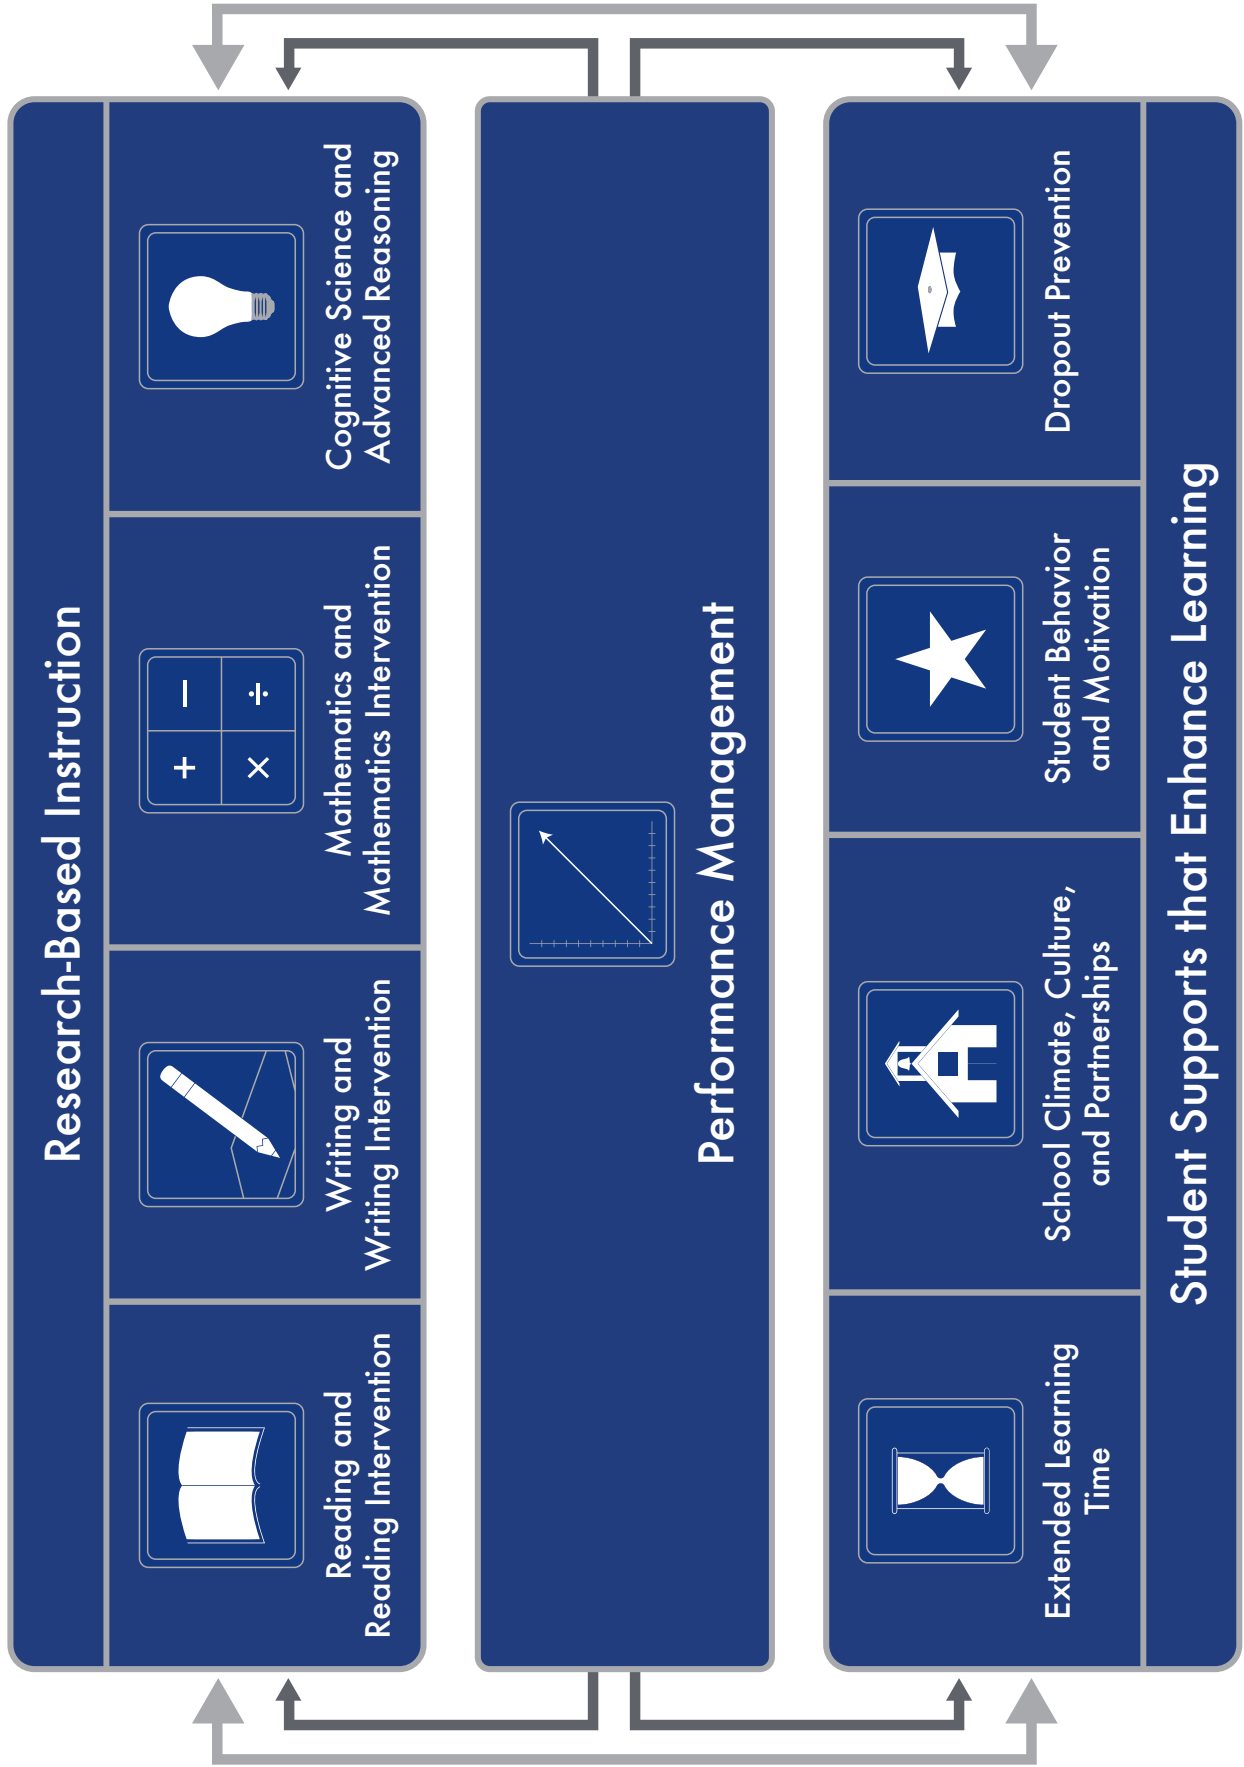 Research-Based Instruction
Reading and
Reading Intervention
Writing and
Writing Intervention
Mathematics and
Mathematics Intervention
Cognitive Science and
Advanced Reasoning
Performance Management
Extended Learning
Time
School Climate, Culture,
and Partnerships
Student Behavior
and Motivation
Dropout Prevention
Student Supports that Enhance Learning